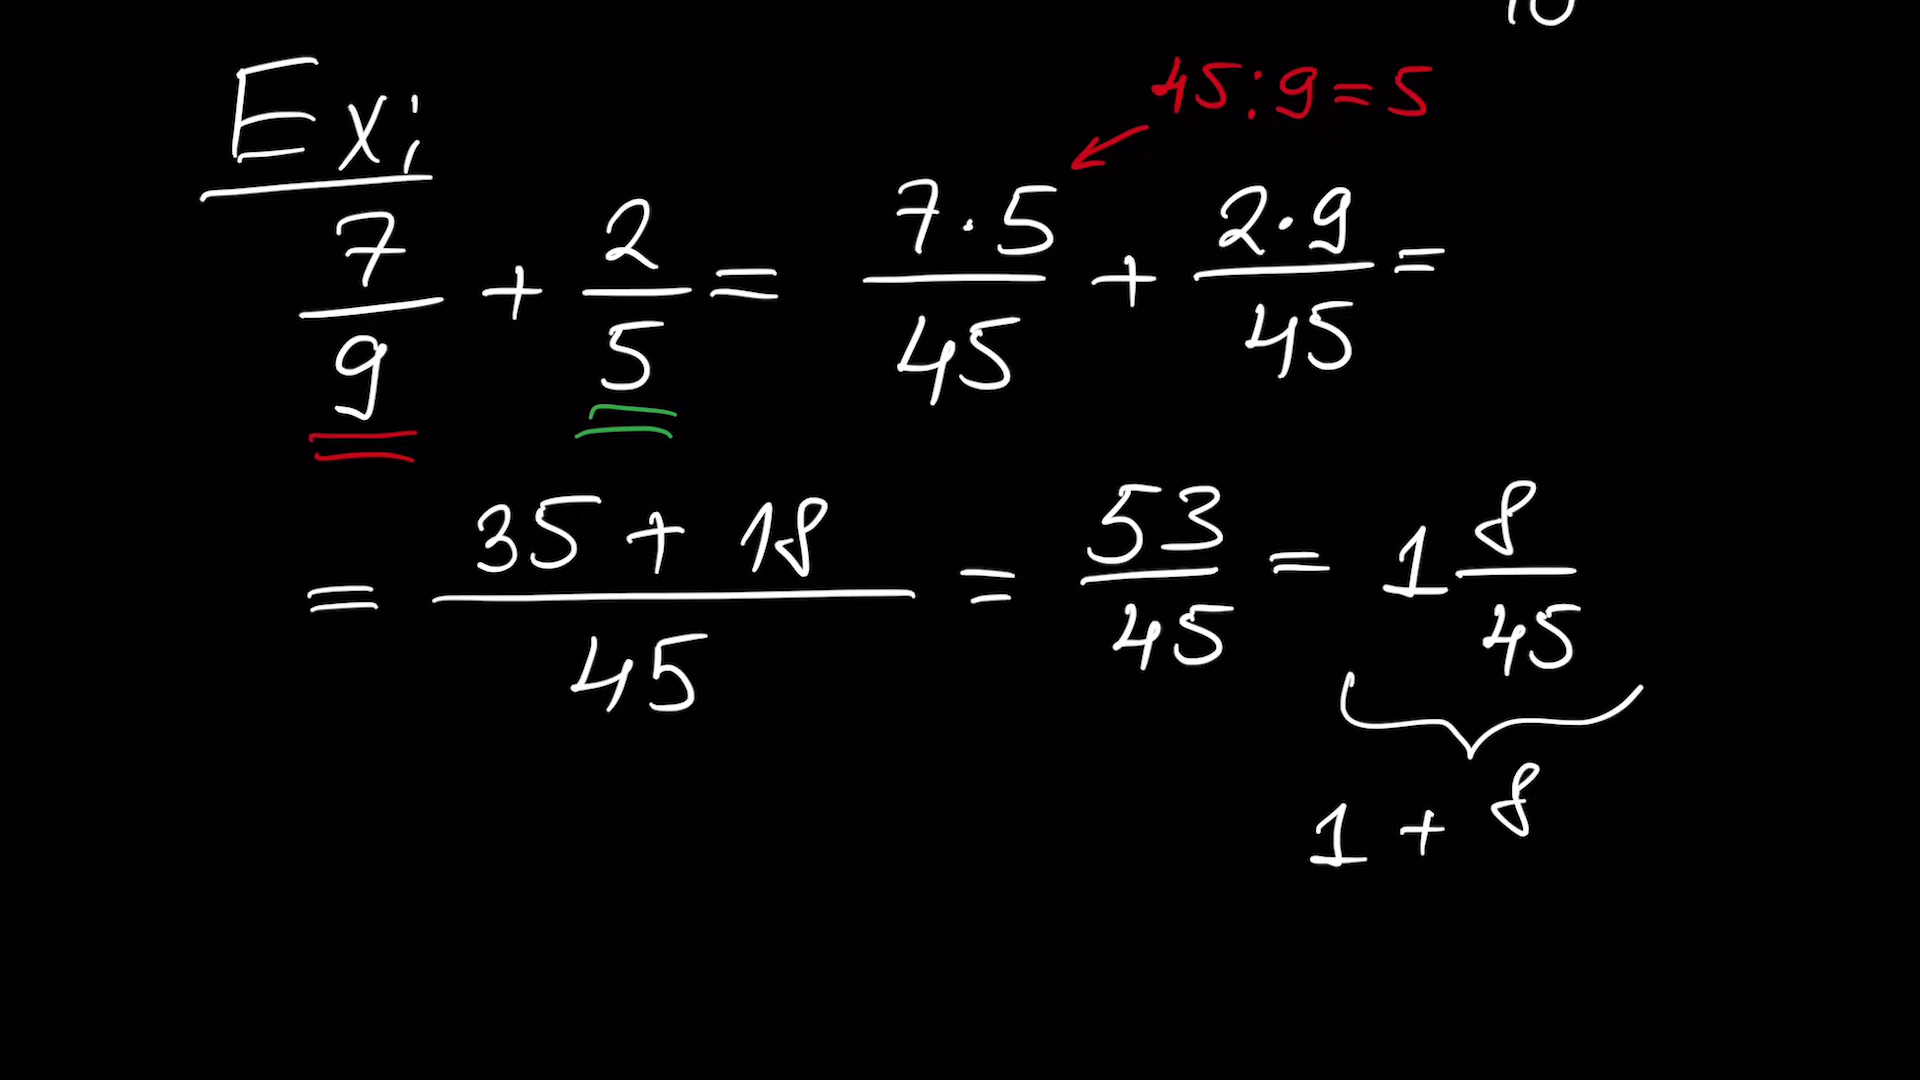 10
45:9=5
Ex;
7/9 + 2/5 = 7·5/45 + 2·9/45 =
= 35+18/45 = 53/45 = 1 8/45
1 + 8